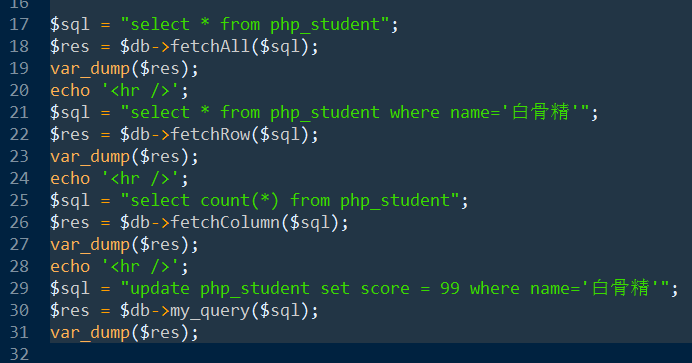 16
17 $sql = "select * from php_student";
18 $res = $db->fetchAll($sql);
19 var_dump($res);
20 echo '<hr />';
21 $sql = "select * from php_student where name='白骨精'";
22 $res = $db->fetchRow($sql);
23 var_dump($res);
24 echo '<hr />';
25 $sql = "select count(*) from php_student";
26 $res = $db->fetchColumn($sql);
27 var_dump($res);
28 echo '<hr />';
29 $sql = "update php_student set score = 99 where name='白骨精'";
30 $res = $db->my_query($sql);
31 var_dump($res);
32